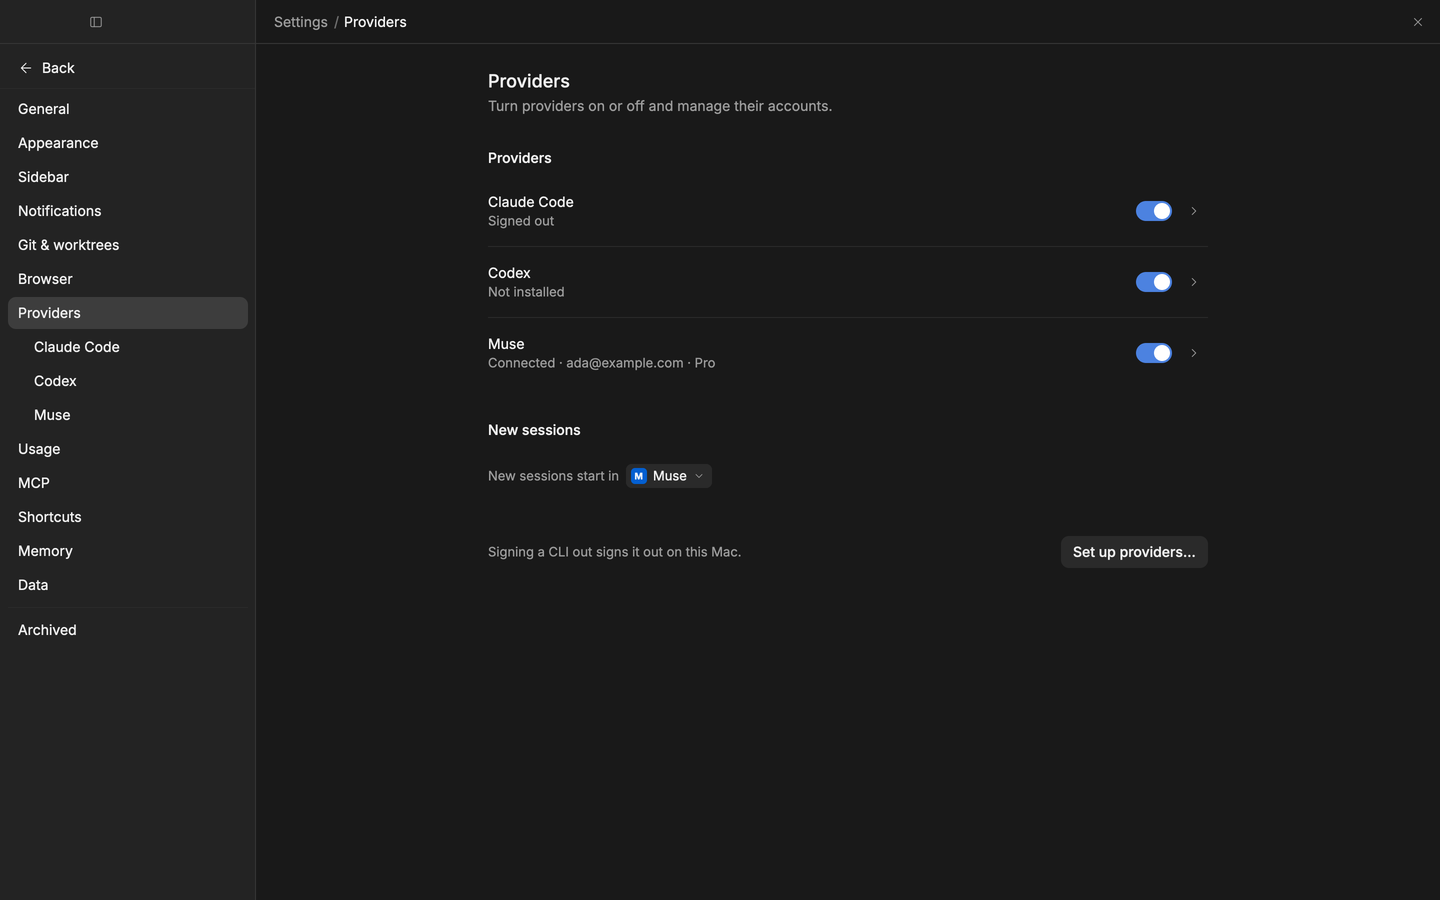 Settings / Providers
Back
General
Appearance
Sidebar
Notifications
Git & worktrees
Browser
Providers
Claude Code
Codex
Muse
Usage
MCP
Shortcuts
Memory
Data
Archived
Providers
Turn providers on or off and manage their accounts.
Providers
Claude Code
Signed out
Codex
Not installed
Muse
Connected · ada@example.com · Pro
New sessions
New sessions start in M Muse
Signing a CLI out signs it out on this Mac.
Set up providers...